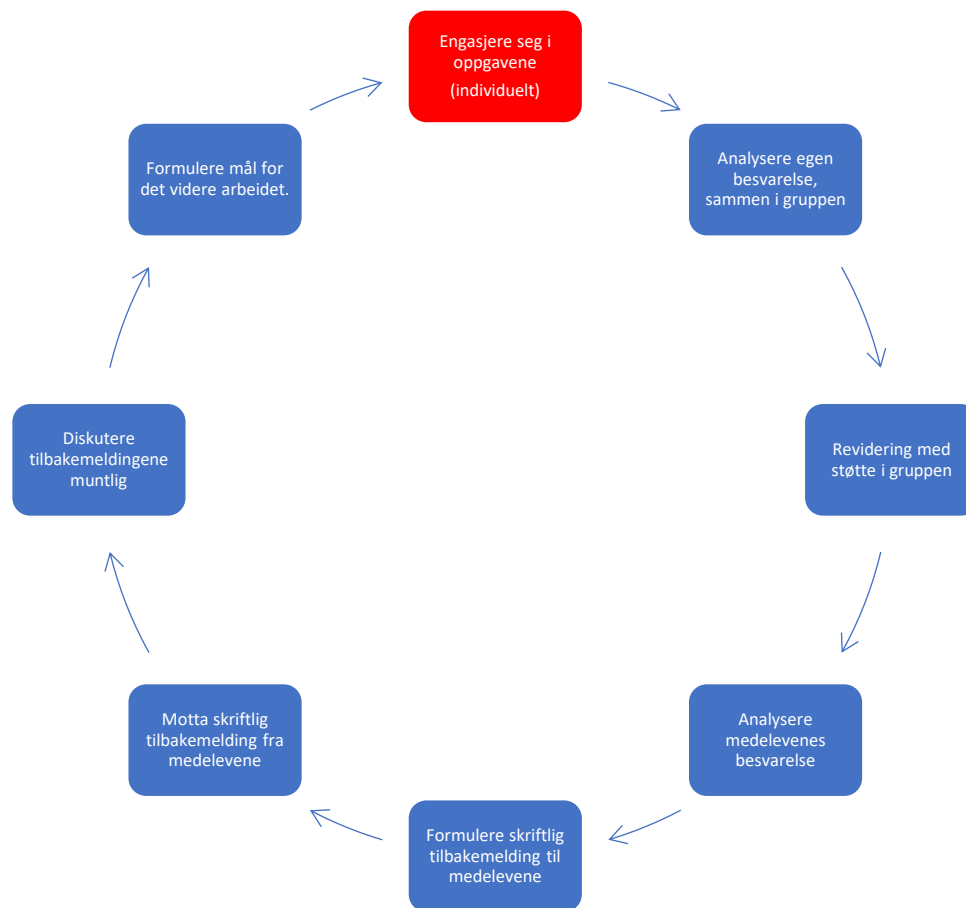 Engasjere seg i
oppgavene
(individuelt)
Analysere egen
besvarelse,
sammen i gruppen
Revidering med
støtte i gruppen
Analysere
medelevenes
besvarelse
Formulere skriftlig
tilbakemelding til
medelevene
Motta skriftlig
tilbakemelding fra
medelevene
Diskutere
tilbakemeldingene
muntlig
Formulere mål for
det videre arbeidet.